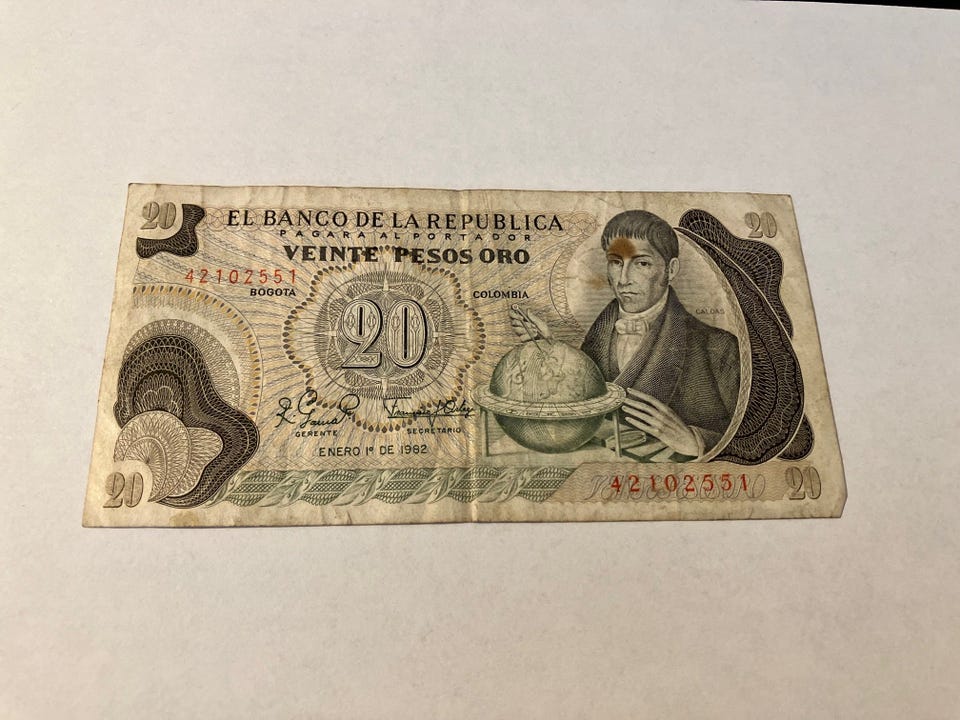 20 20
EL BANCO DE LA REPUBLICA
PAGARA AL PORTADOR
VEINTE PESOS ORO
42102551
BOGOTA COLOMBIA
CALDAS
20
GERENTE SECRETARIO
ENERO 1º DE 1982
20 42102551 20